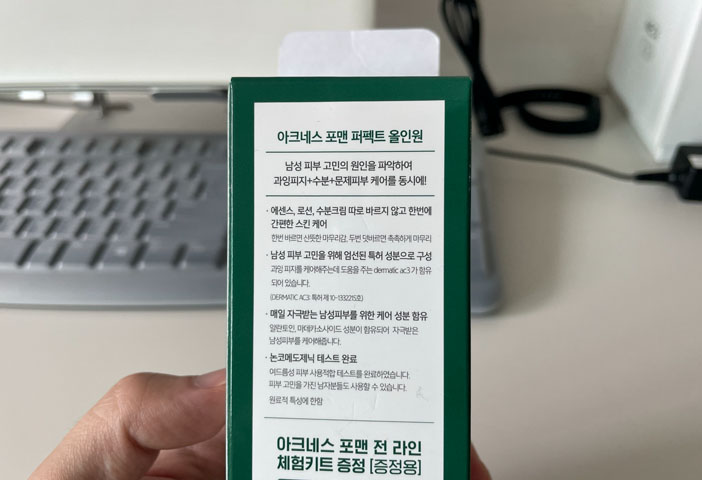 아크네스 포맨 퍼펙트 올인원
남성 피부 고민의 원인을 파악하여
과잉피지+수분+문제피부 케어를 동시에!
· 에센스, 로션, 수분크림 따로 바르지 않고 한번에
간편한 스킨 케어
한번 바르면 산뜻한 마무리감, 두번 덧바르면 촉촉하게 마무리
· 남성 피부 고민을 위해 엄선된 특허 성분으로 구성
과잉 피지를 케어해주는데 도움을 주는 dermatic ac3 가 함유
되어 있습니다.
(DERMATIC AC3: 특허 제 10-1332215호)
· 매일 자극받는 남성피부를 위한 케어 성분 함유
알란토인, 마데카소사이드 성분이 함유되어 자극받은
남성피부를 케어해줍니다.
· 논코메도제닉 테스트 완료
여드름성 피부 사용적합 테스트를 완료하였습니다.
피부 고민을 가진 남자분들도 사용할 수 있습니다.
원료적 특성에 한함
아크네스 포맨 전 라인
체험키트 증정 [증정용]